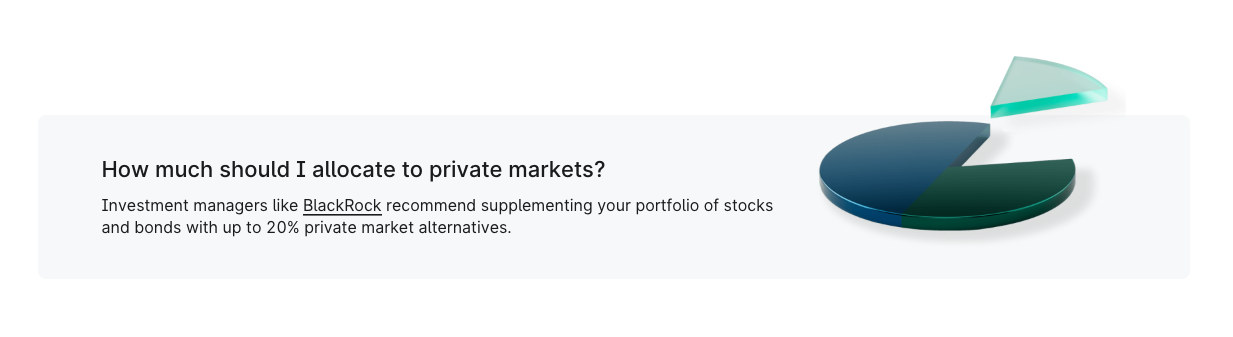 How much should I allocate to private markets?
Investment managers like BlackRock recommend supplementing your portfolio of stocks
and bonds with up to 20% private market alternatives.